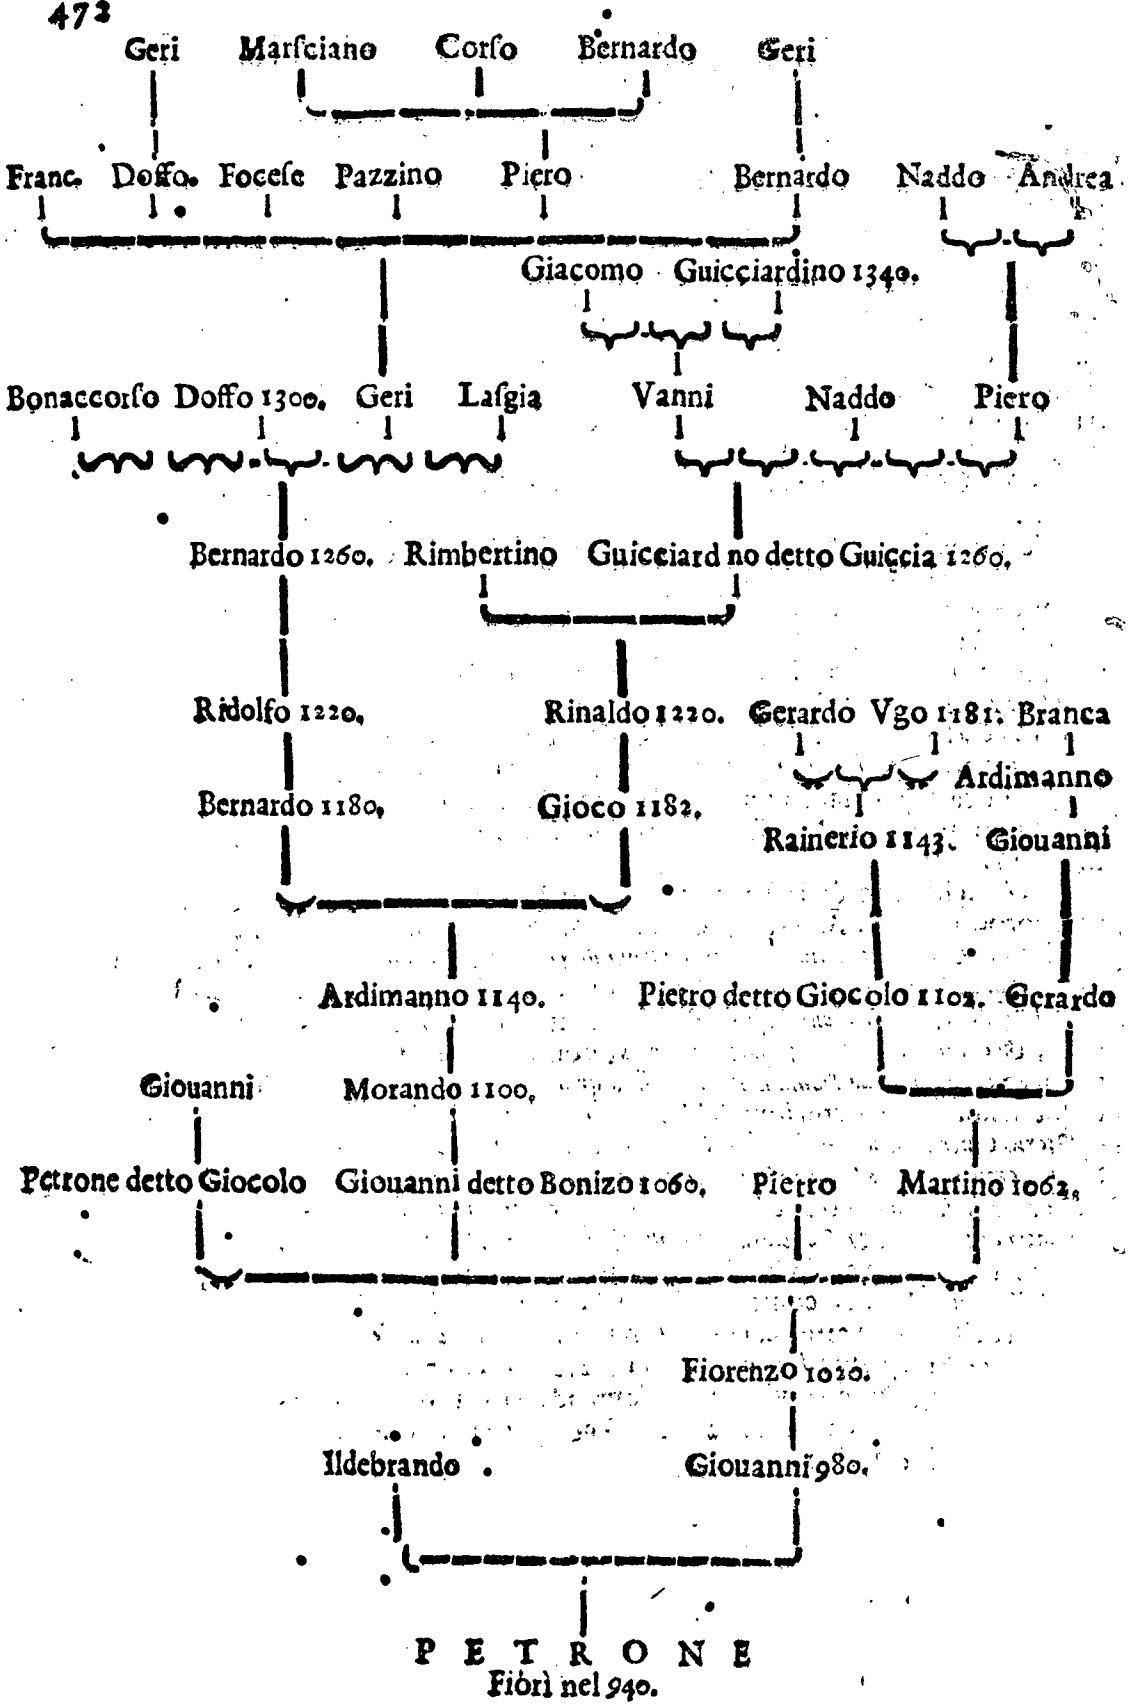 472
Geri Marſciano Corſo Bernardo Geri
Franc. Doffo. Foceſe Pazzino Piero Bernardo Naddo Andrea
Giacomo Guicciardino 1340.
Bonaccorſo Doffo 1300. Geri Laſgia Vanni Naddo Piero
Bernardo 1260. Rimbertino Guicciard no detto Guiccia 1260.
Ridolfo 1220. Rinaldo 1220. Gerardo Vgo 1181. Branca
Ardimanno
Bernardo 1180. Gioco 1182.
Rainerio 1143. Giouanni
Ardimanno 1140. Pietro detto Giocolo 1102. Gerardo
Giouanni Morando 1100.
Petrone detto Giocolo Giouanni detto Bonizo 1060. Pietro Martino 1062.
Fiorenzo 1020.
Ildebrando Giouanni 980.
PETRONE
Fiorì nel 940.